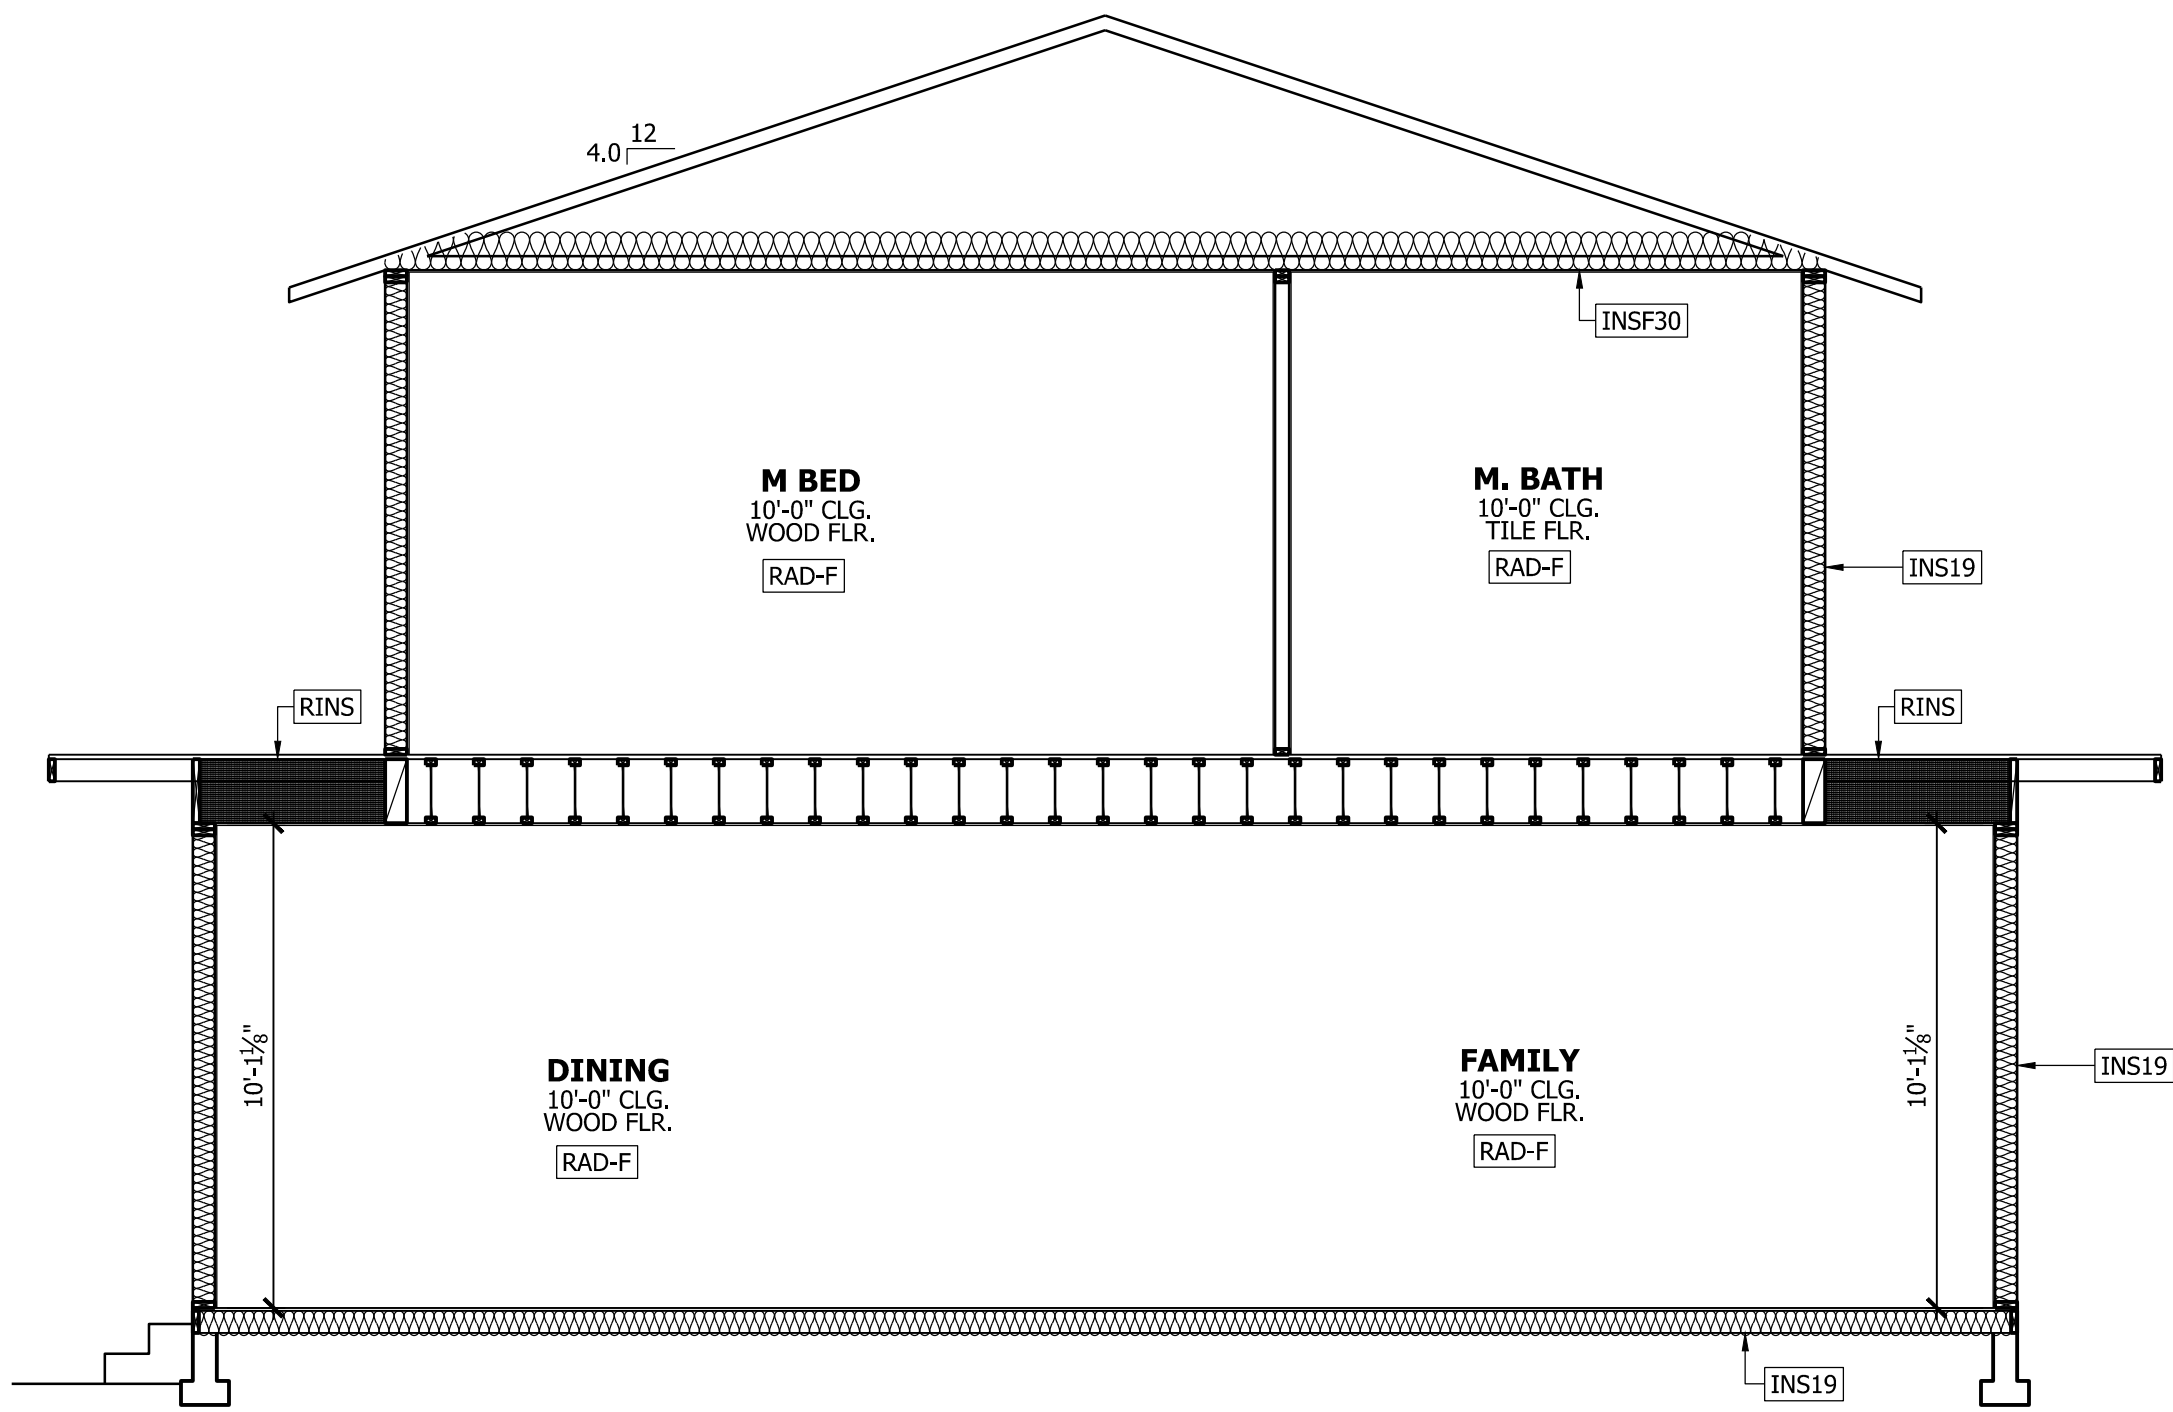 12
4.0
INSF30
M BED
10'-0" CLG.
WOOD FLR.
RAD-F
M. BATH
10'-0" CLG.
TILE FLR.
RAD-F
INS19
RINS
RINS
10'-1⅛"
DINING
10'-0" CLG.
WOOD FLR.
RAD-F
FAMILY
10'-0" CLG.
WOOD FLR.
RAD-F
10'-1⅛"
INS19
INS19